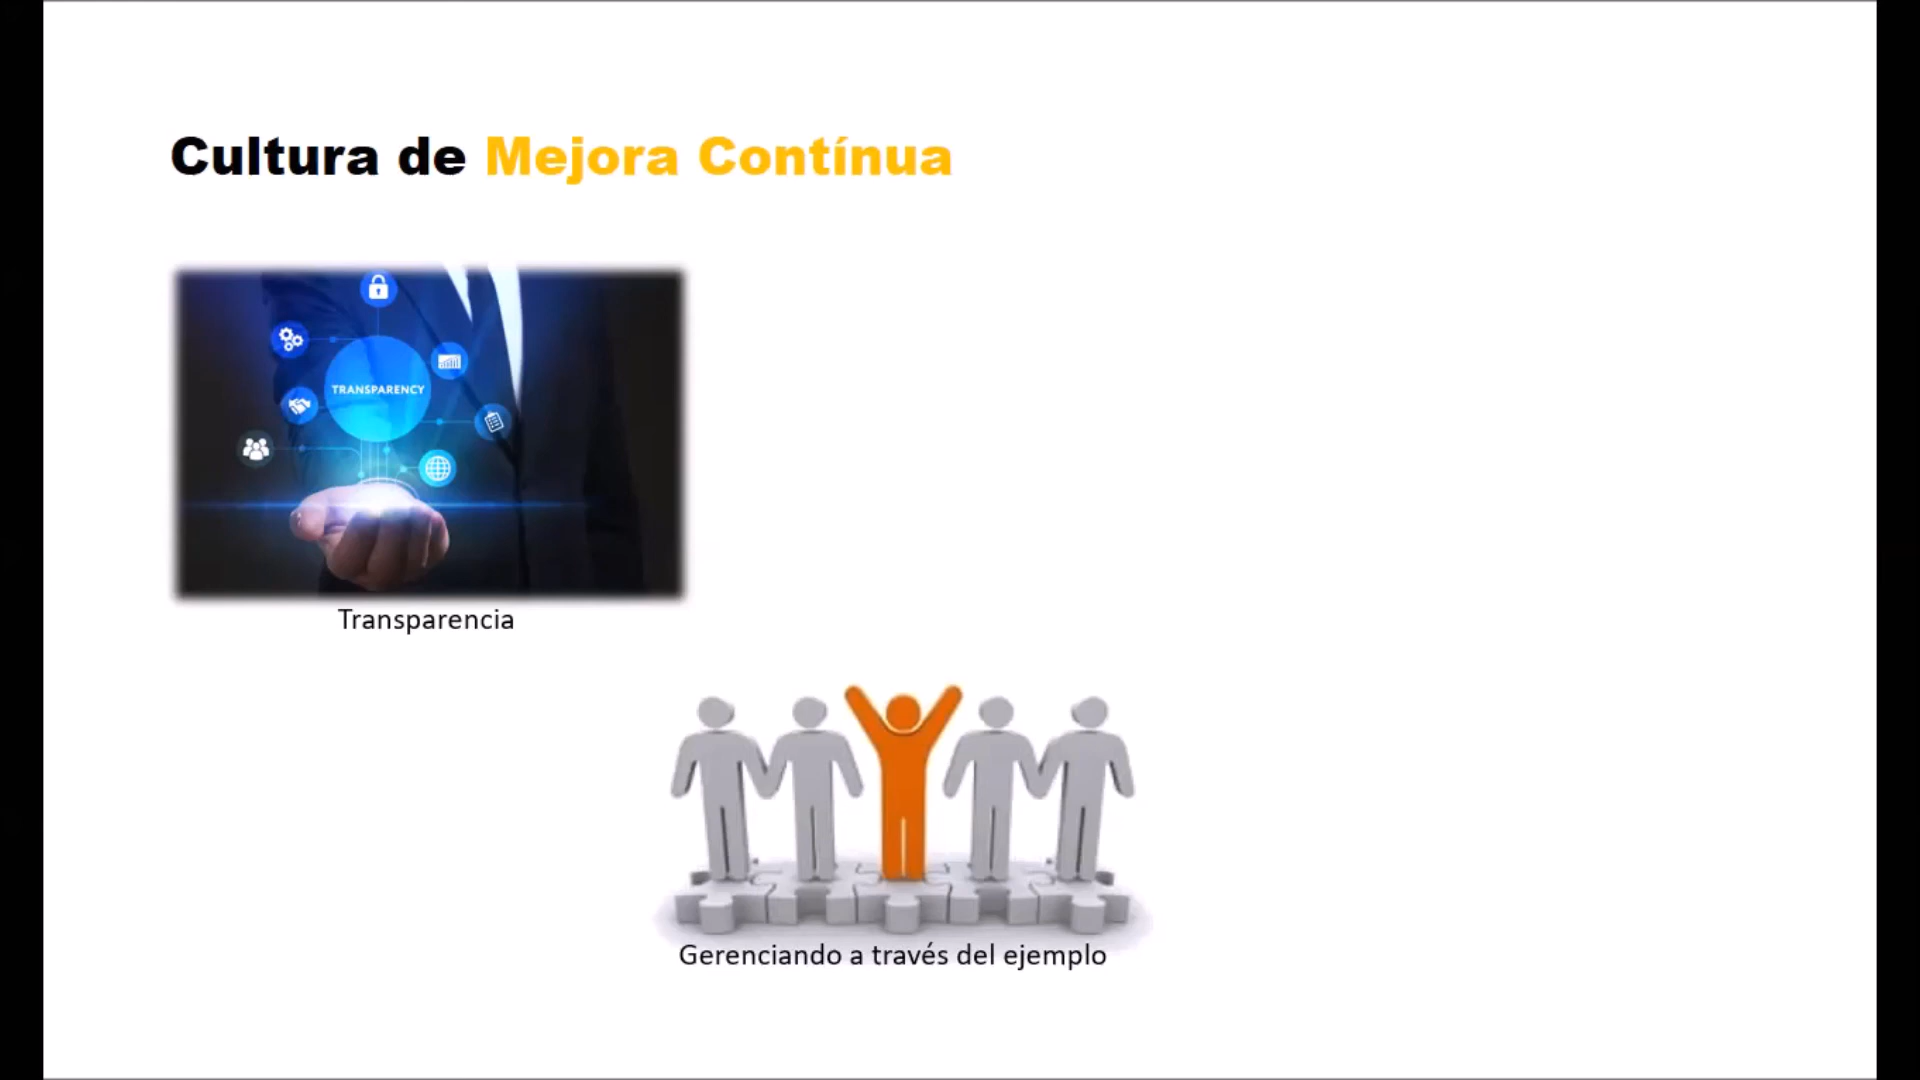 Cultura de Mejora Contínua
TRANSPARENCY
Transparencia
Gerenciando a través del ejemplo